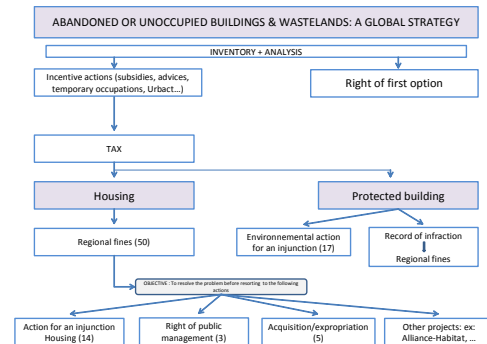 ABANDONED OR UNOCCUPIED BUILDINGS & WASTELANDS: A GLOBAL STRATEGY
INVENTORY + ANALYSIS
Incentive actions (subsidies, advices,
temporary occupations, Urbact...)
Right of first option
TAX
Housing
Protected building
Regional fines (50)
Environnemental action
for an injunction (17)
Record of infraction
Regional fines
OBJECTIVE : To resolve the problem before resorting to the following
actions
Action for an injunction
Housing (14)
Right of public
management (3)
Acquisition/expropriation
(5)
Other projects: ex:
Alliance-Habitat, ...